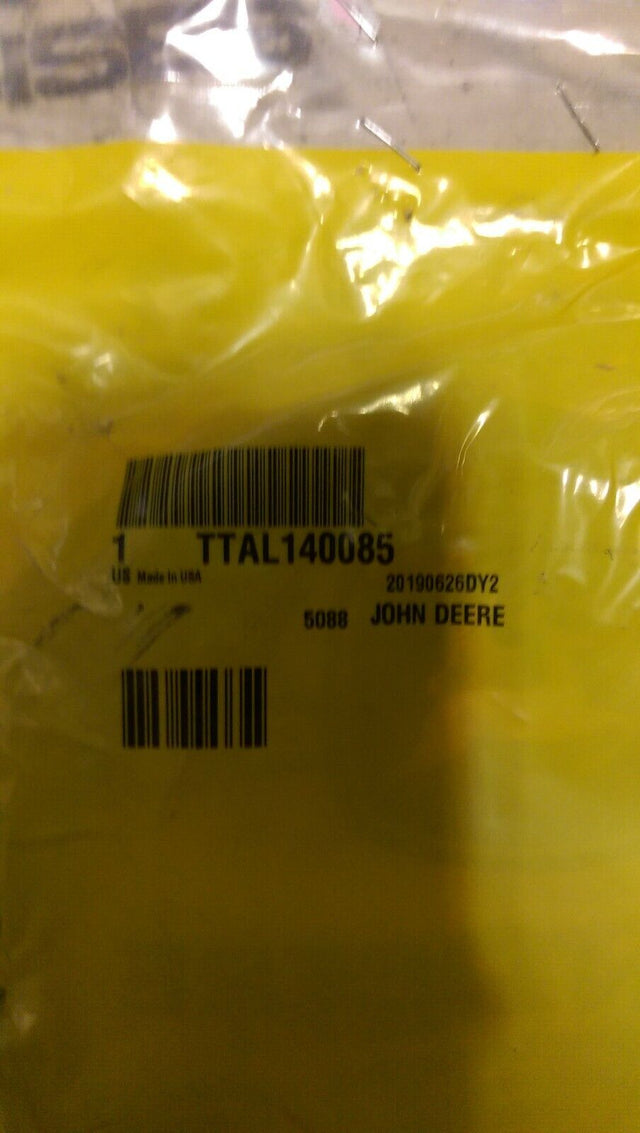 1 TTAL140085
US Made In USA
20190626DY2
5088 JOHN DEERE